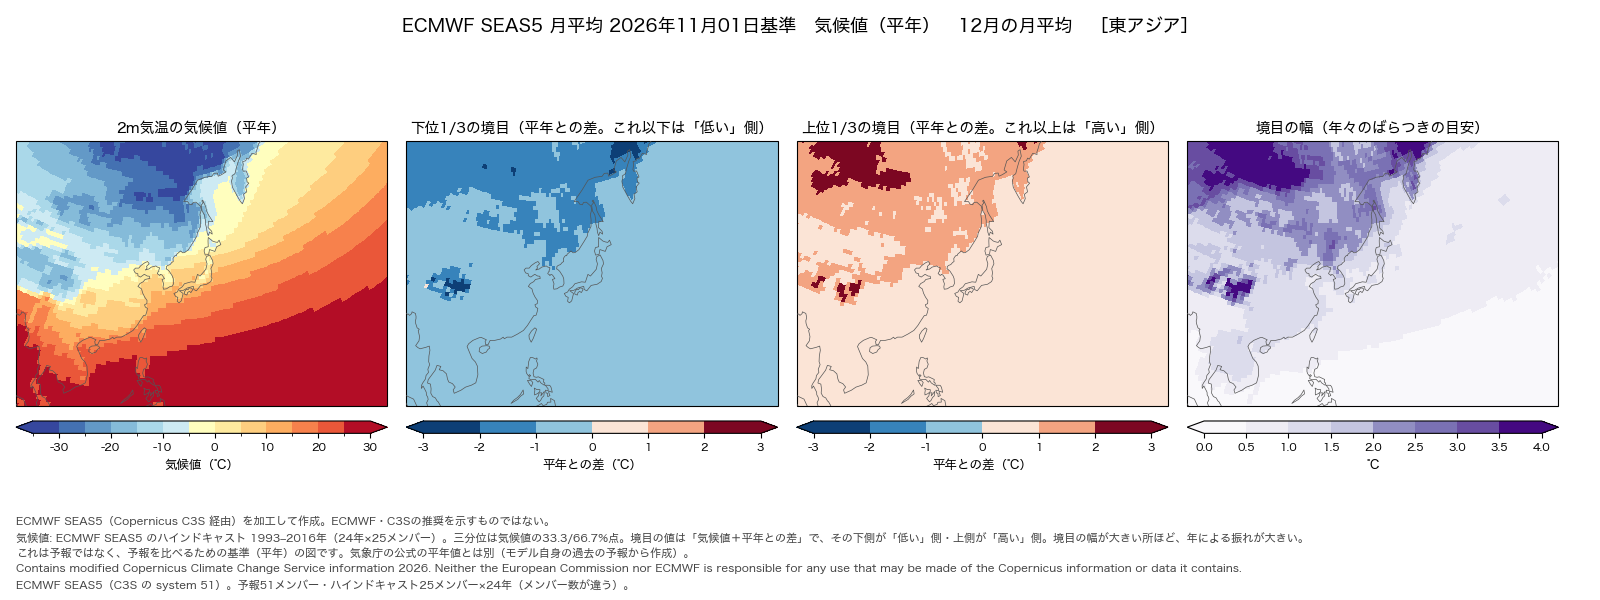 ECMWF SEAS5 月平均 2026年11月01日基準　気候値（平年）　12月の月平均　［東アジア］
2m気温の気候値（平年）
下位1/3の境目（平年との差。これ以下は「低い」側）
上位1/3の境目（平年との差。これ以上は「高い」側）
境目の幅（年々のばらつきの目安）
-30 -20 -10 0 10 20 30
気候値（℃）
-3 -2 -1 0 1 2 3
平年との差（℃）
-3 -2 -1 0 1 2 3
平年との差（℃）
0.0 0.5 1.0 1.5 2.0 2.5 3.0 3.5 4.0
℃
ECMWF SEAS5（Copernicus C3S 経由）を加工して作成。ECMWF・C3Sの推奨を示すものではない。
気候値: ECMWF SEAS5 のハインドキャスト 1993–2016年（24年×25メンバー）。三分位は気候値の33.3/66.7%点。境目の値は「気候値＋平年との差」で、その下側が「低い」側・上側が「高い」側。境目の幅が大きい所ほど、年による振れが大きい。
これは予報ではなく、予報を比べるための基準（平年）の図です。気象庁の公式の平年値とは別（モデル自身の過去の予報から作成）。
Contains modified Copernicus Climate Change Service information 2026. Neither the European Commission nor ECMWF is responsible for any use that may be made of the Copernicus information or data it contains.
ECMWF SEAS5（C3S の system 51）。予報51メンバー・ハインドキャスト25メンバー×24年（メンバー数が違う）。